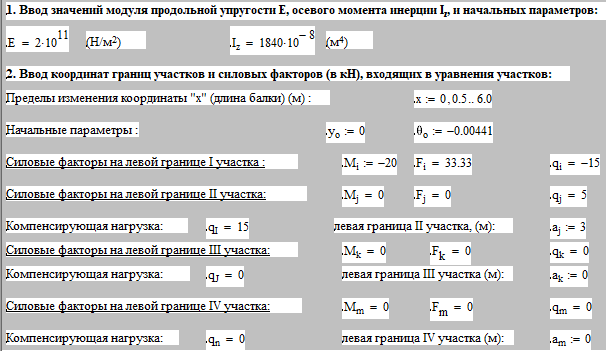 1. Ввод значений модуля продольной упругости E, осевого момента инерции Iz, и начальных параметров:
.E = 2·10^11 (Н/м²) .Iz = 1840·10^-8 (м⁴)
2. Ввод координат границ участков и силовых факторов (в кН), входящих в уравнения участков:
Пределы изменения координаты "x" (длина балки) (м) : .x := 0,0.5.. 6.0
Начальные параметры : .yo := 0 .θo := -0.00441
Силовые факторы на левой границе I участка : .Mi := -20 .Fi = 33.33 .qi = -15
Силовые факторы на левой границе II участка: .Mj = 0 .Fj = 0 .qj = 5
Компенсирующая нагрузка: .qI = 15 левая граница II участка, (м): .aj := 3
Силовые факторы на левой границе III участка: .Mk = 0 .Fk = 0 .qk = 0
Компенсирующая нагрузка: .qJ = 0 левая граница III участка (м): .ak := 0
Силовые факторы на левой границе IV участка: .Mm = 0 .Fm = 0 .qm = 0
Компенсирующая нагрузка: .qn = 0 левая граница IV участка (м): .am := 0